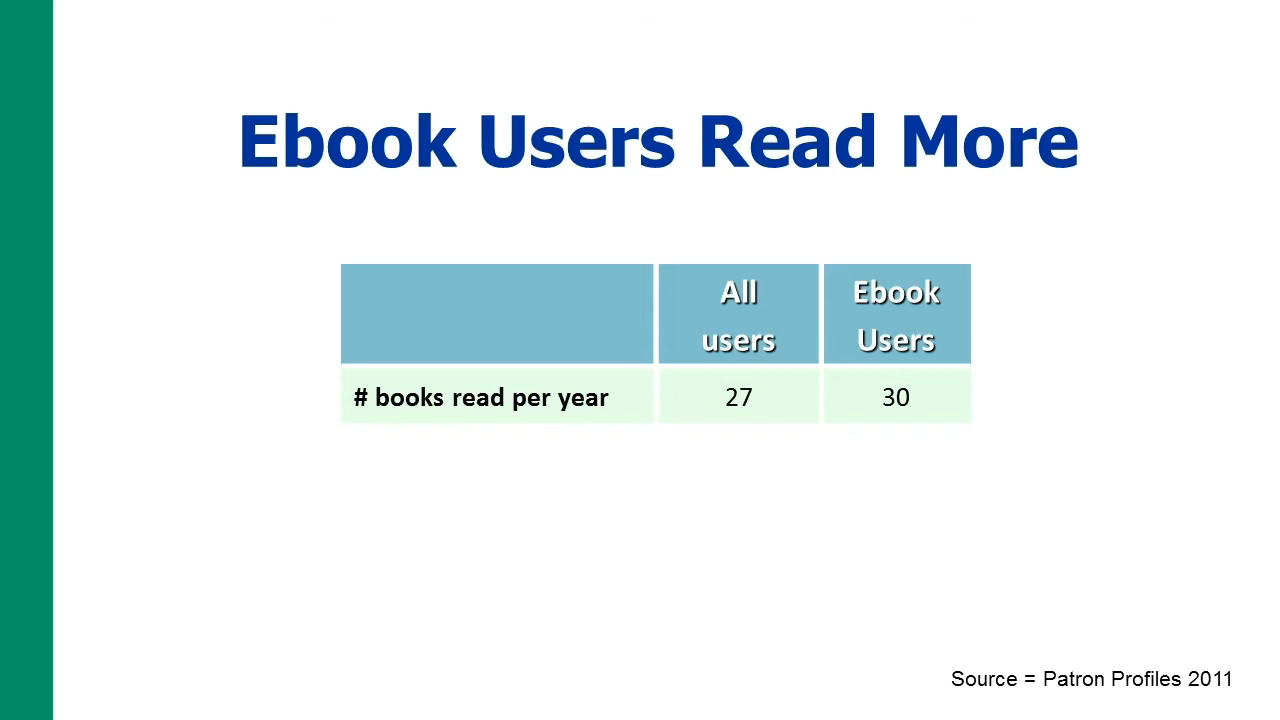 Ebook Users Read More
All users
Ebook Users
# books read per year
27
30
Source = Patron Profiles 2011